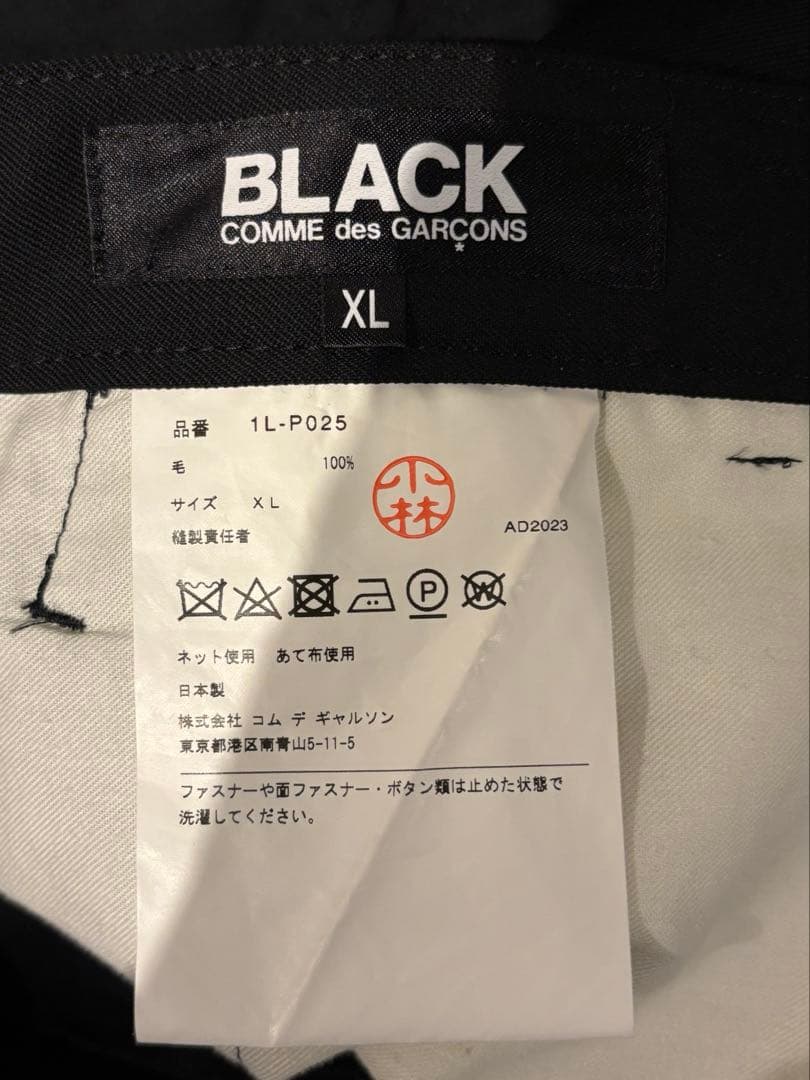 BLACK
COMME des GARÇONS
XL
品番 1L-P025
毛 100%
小林
サイズ XL
縫製責任者
AD2023
P W
ネット使用 あて布使用
日本製
株式会社 コム デ ギャルソン
東京都港区南青山5-11-5
ファスナーや面ファスナー・ボタン類は止めた状態で
洗濯してください。